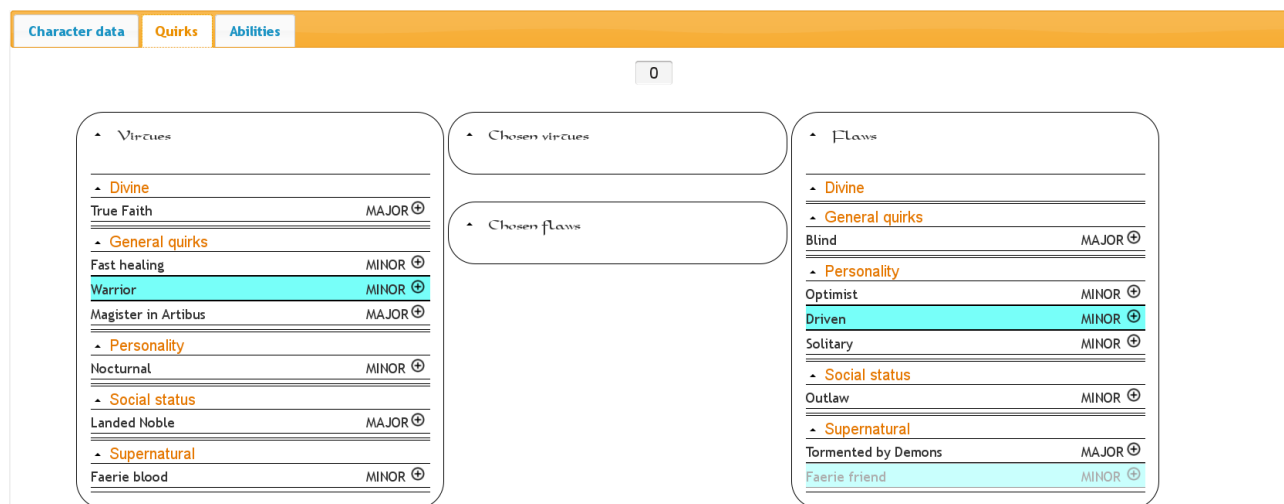 Character data Quirks Abilities
0
Virtues
Divine
True Faith MAJOR
General quirks
Fast healing MINOR
Warrior MINOR
Magister in Artibus MAJOR
Personality
Nocturnal MINOR
Social status
Landed Noble MAJOR
Supernatural
Faerie blood MINOR
Chosen virtues
Chosen flaws
Flaws
Divine
General quirks
Blind MAJOR
Personality
Optimist MINOR
Driven MINOR
Solitary MINOR
Social status
Outlaw MINOR
Supernatural
Tormented by Demons MAJOR
Faerie friend MINOR